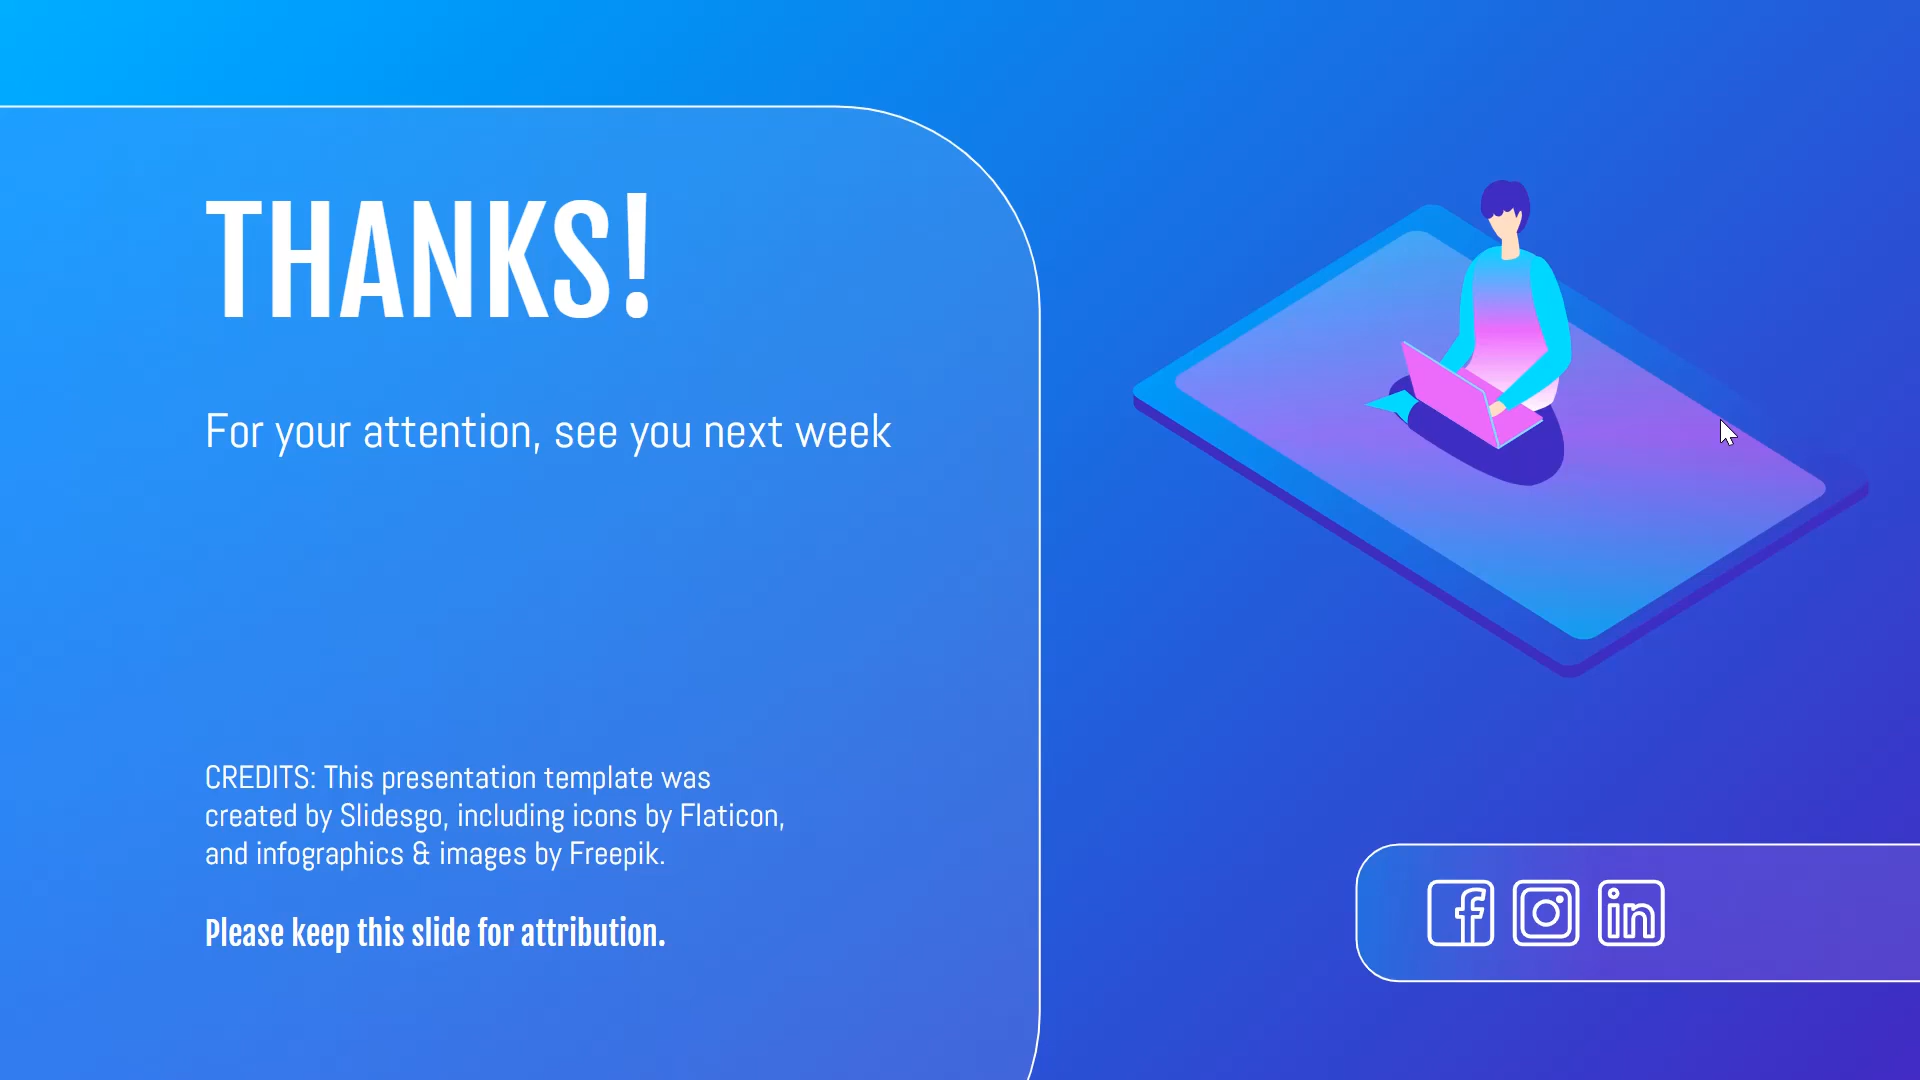 THANKS!
For your attention, see you next week
CREDITS: This presentation template was
created by Slidesgo, including icons by Flaticon,
and infographics & images by Freepik.
Please keep this slide for attribution.